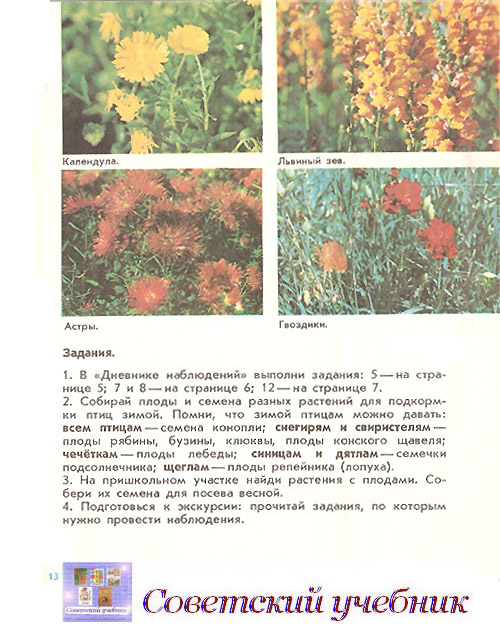 Календула.
Львиный зев.
Астры.
Гвоздики.
Задания.
1. В «Дневнике наблюдений» выполни задания: 5 — на стра-
нице 5; 7 и 8 — на странице 6; 12 — на странице 7.
2. Собирай плоды и семена разных растений для подкорм-
ки птиц зимой. Помни, что зимой птицам можно давать:
всем птицам — семена конопли; снегирям и свиристелям —
плоды рябины, бузины, клюквы, плоды конского щавеля;
чечёткам — плоды лебеды; синицам и дятлам — семечки
подсолнечника; щеглам — плоды репейника (лопуха).
3. На пришкольном участке найди растения с плодами. Со-
бери их семена для посева весной.
4. Подготовься к экскурсии: прочитай задания, по которым
нужно провести наблюдения.
13
Советский учебник
Советский учебник